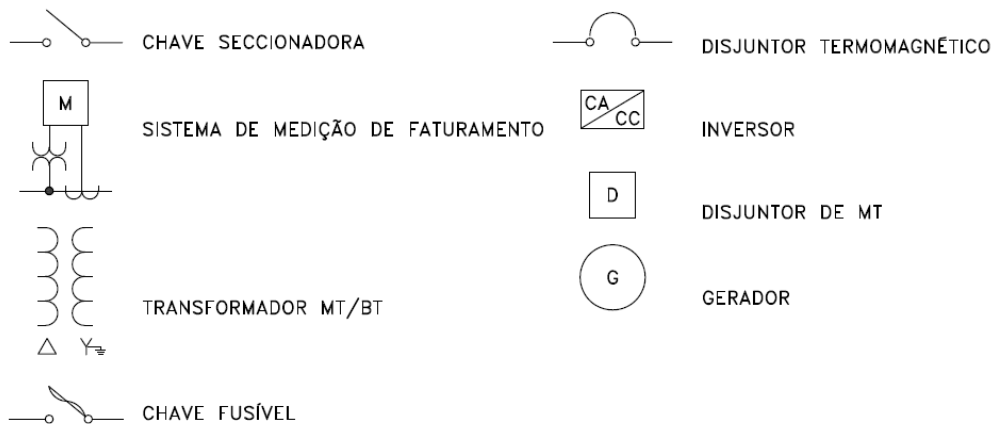 CHAVE SECCIONADORA
M
SISTEMA DE MEDIÇÃO DE FATURAMENTO
TRANSFORMADOR MT/BT
CHAVE FUSÍVEL
DISJUNTOR TERMOMAGNÉTICO
CA
CC
INVERSOR
D
DISJUNTOR DE MT
G
GERADOR